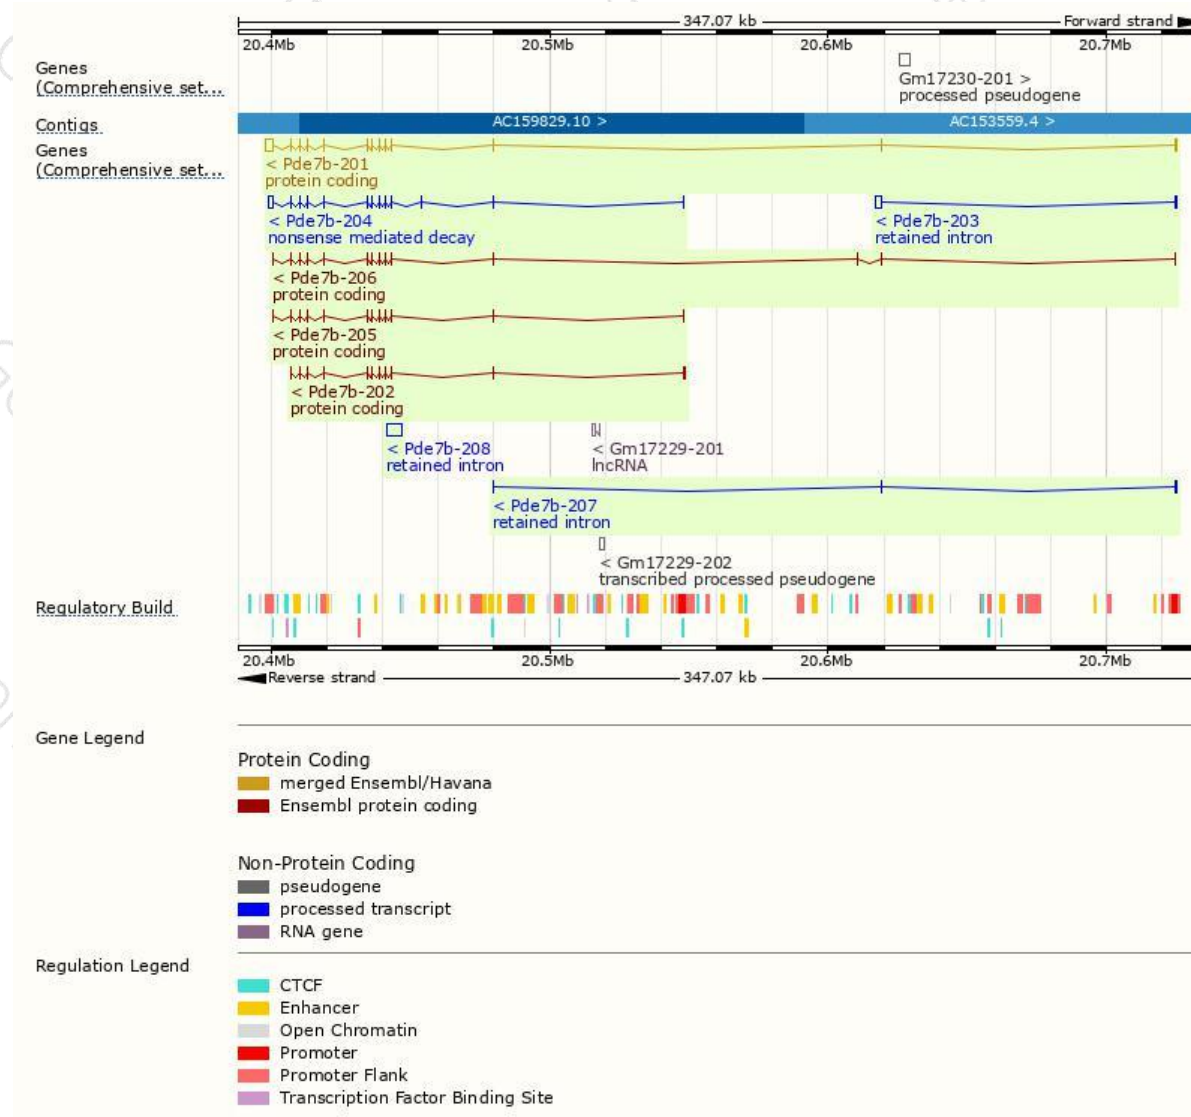 347.07 kb
Forward strand
20.4Mb 20.5Mb 20.6Mb 20.7Mb
Genes
(Comprehensive set...
Gm17230-201 >
processed pseudogene
Contigs
AC159829.10 >
AC153559.4 >
Genes
(Comprehensive set...
< Pde7b-201
protein coding
< Pde7b-204
nonsense mediated decay
< Pde7b-203
retained intron
< Pde7b-206
protein coding
< Pde7b-205
protein coding
< Pde7b-202
protein coding
< Pde7b-208
retained intron
< Gm17229-201
lncRNA
< Pde7b-207
retained intron
< Gm17229-202
transcribed processed pseudogene
Regulatory Build
20.4Mb 20.5Mb 20.6Mb 20.7Mb
Reverse strand
347.07 kb
Gene Legend
Protein Coding
merged Ensembl/Havana
Ensembl protein coding
Non-Protein Coding
pseudogene
processed transcript
RNA gene
Regulation Legend
CTCF
Enhancer
Open Chromatin
Promoter
Promoter Flank
Transcription Factor Binding Site